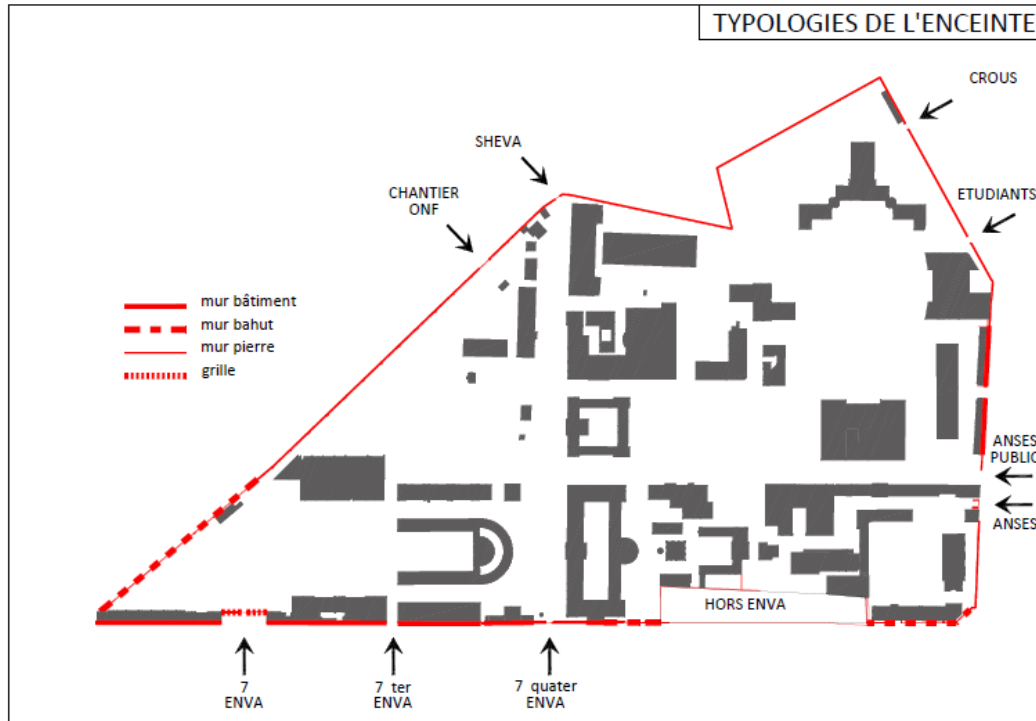 TYPOLOGIES DE L'ENCEINTE
CROUS
SHEVA
CHANTIER
ONF
ETUDIANTS
mur bâtiment
mur bahut
mur pierre
grille
ANSES
PUBLIC
ANSES
HORS ENVA
7
ENVA
7 ter
ENVA
7 quater
ENVA